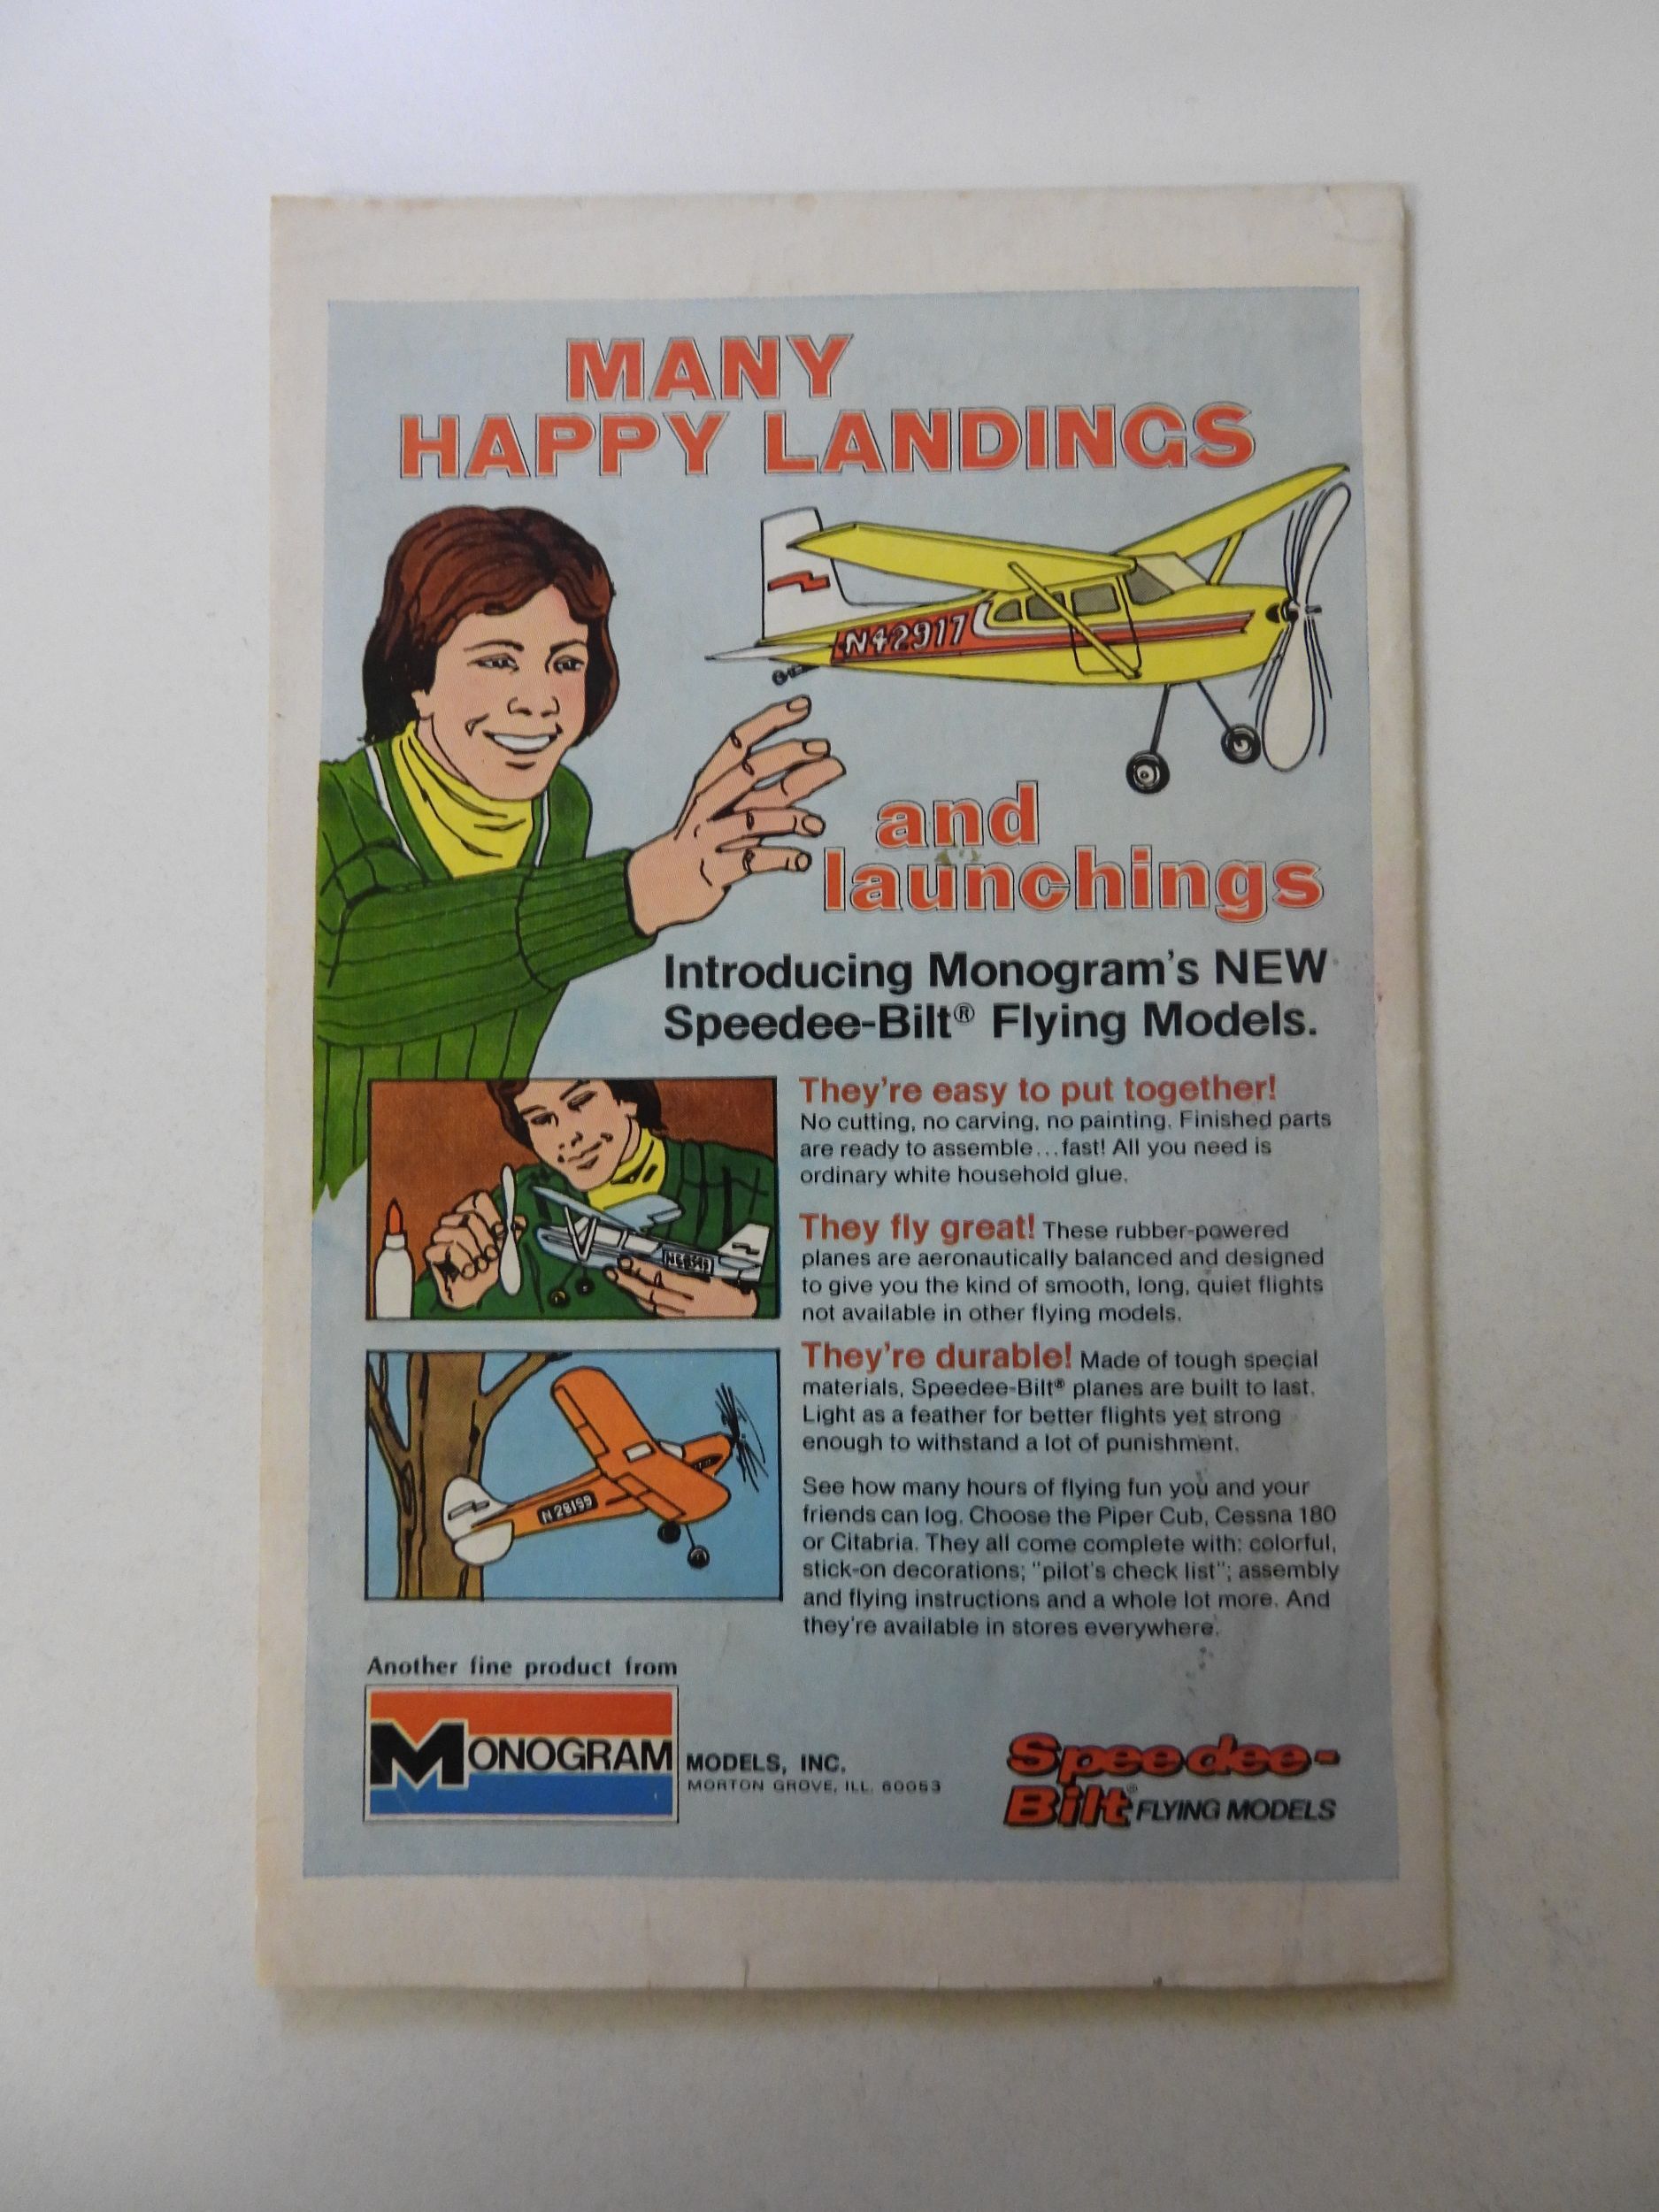 MANY
HAPPY LANDINGS
N42917
and
launchings
Introducing Monogram's NEW
Speedee-Bilt® Flying Models.
They're easy to put together!
No cutting, no carving, no painting. Finished parts
are ready to assemble...fast! All you need is
ordinary white household glue.
They fly great! These rubber-powered
planes are aeronautically balanced and designed
to give you the kind of smooth, long, quiet flights
not available in other flying models.
They're durable! Made of tough special
materials, Speedee-Bilt® planes are built to last.
Light as a feather for better flights yet strong
enough to withstand a lot of punishment.
N28199
See how many hours of flying fun you and your
friends can log. Choose the Piper Cub, Cessna 180
or Citabria. They all come complete with: colorful,
stick-on decorations; "pilot's check list"; assembly
and flying instructions and a whole lot more. And
they're available in stores everywhere.
Another fine product from
MONOGRAM MODELS, INC.
MORTON GROVE, ILL. 60053
Speedee-
Bilt® FLYING MODELS